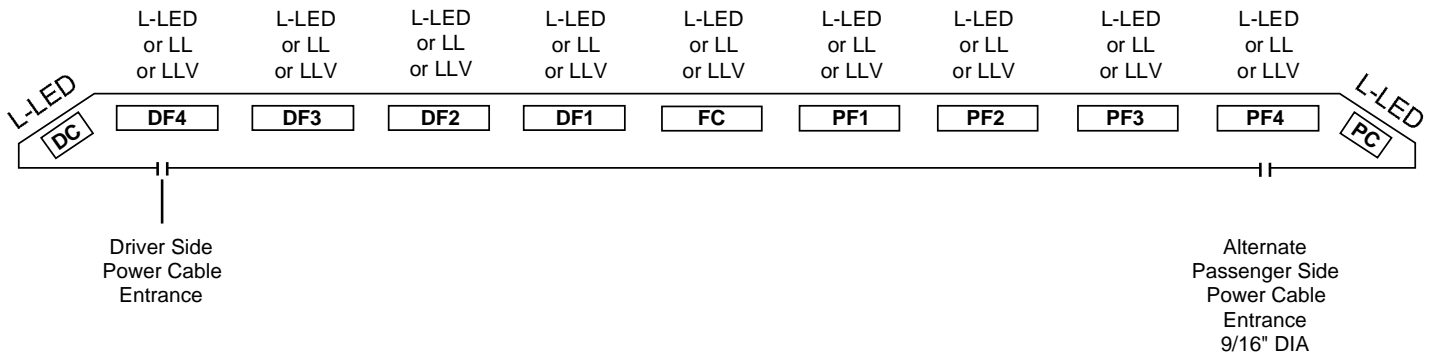 L-LED L-LED L-LED L-LED L-LED L-LED L-LED L-LED L-LED
or LL or LL or LL or LL or LL or LL or LL or LL or LL
or LLV or LLV or LLV or LLV or LLV or LLV or LLV or LLV or LLV
L-LED L-LED
DC DF4 DF3 DF2 DF1 FC PF1 PF2 PF3 PF4 PC
Driver Side
Power Cable
Entrance
Alternate
Passenger Side
Power Cable
Entrance
9/16" DIA